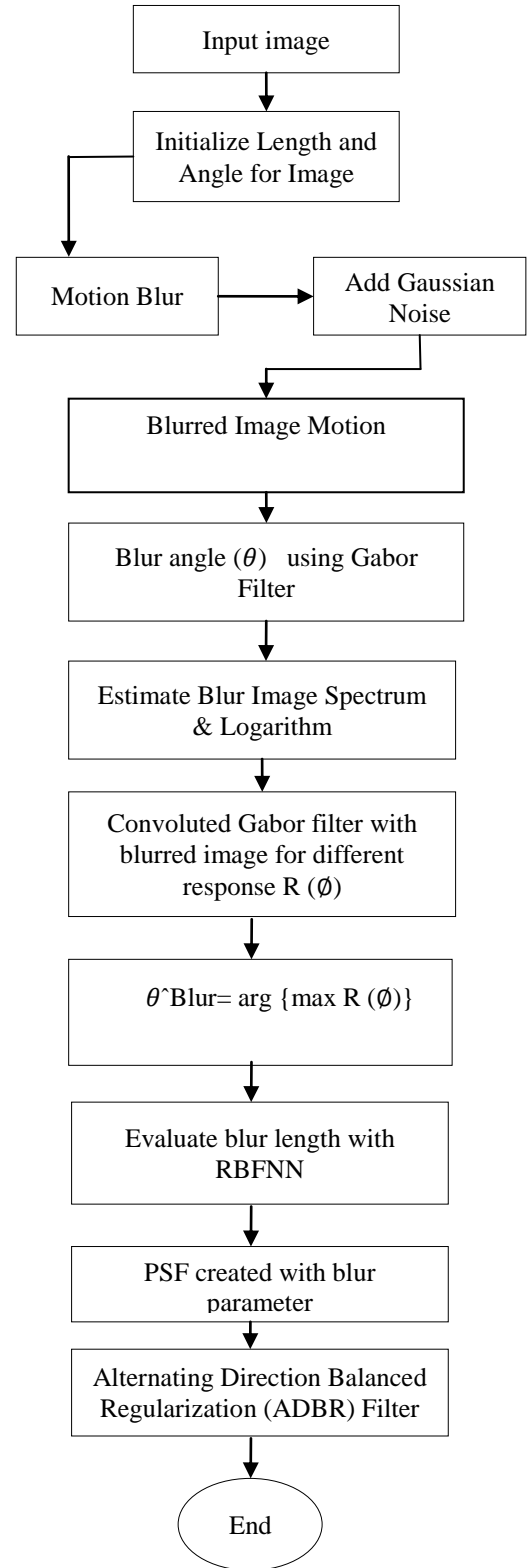 Input image
Initialize Length and
Angle for Image
Motion Blur
Add Gaussian
Noise
Blurred Image Motion
Blur angle (𝜃) using Gabor
Filter
Estimate Blur Image Spectrum
& Logarithm
Convoluted Gabor filter with
blurred image for different
response R (∅)
𝜃ˆBlur= arg {max R (∅)}
Evaluate blur length with
RBFNN
PSF created with blur
parameter
Alternating Direction Balanced
Regularization (ADBR) Filter
End